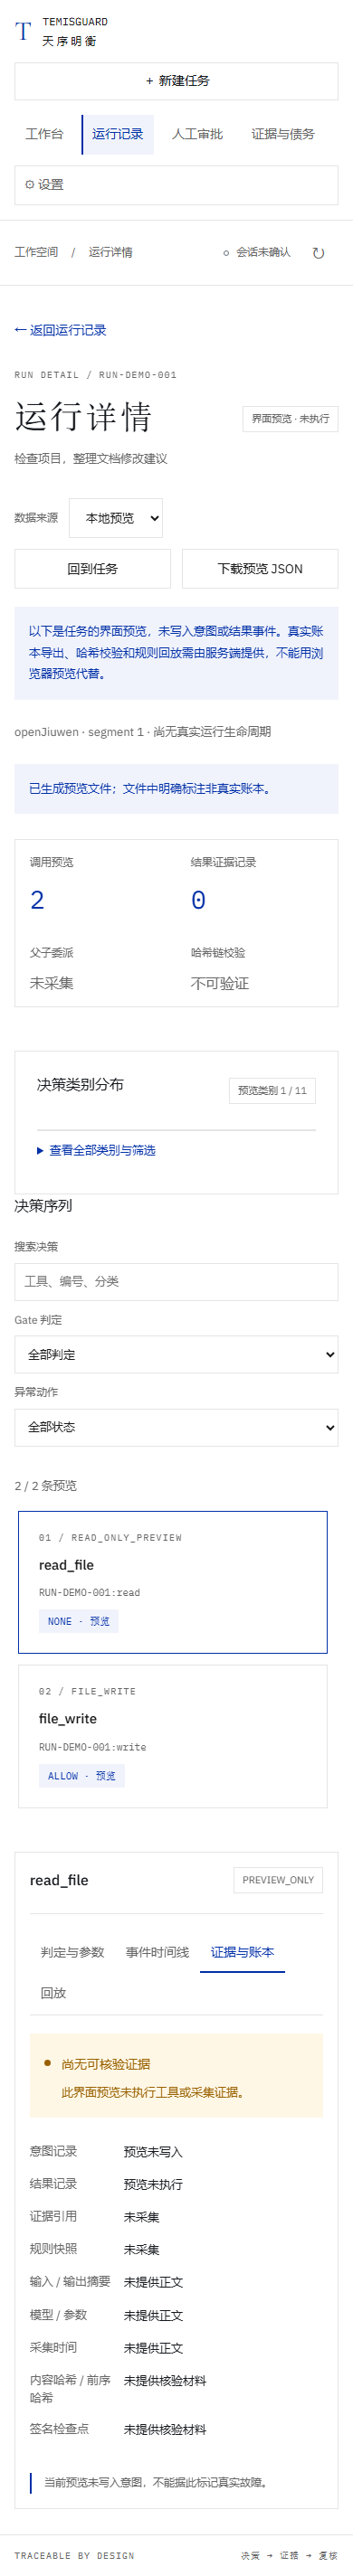 T TEMISGUARD
天序明衡
+ 新建任务
工作台 运行记录 人工审批 证据与债务
⚙ 设置
工作空间 / 运行详情 会话未确认 ↻
← 返回运行记录
RUN DETAIL / RUN-DEMO-001
运行详情 界面预览 · 未执行
检查项目，整理文档修改建议
数据来源 本地预览
回到任务 下载预览 JSON
以下是任务的界面预览，未写入意图或结果事件。真实账
本导出、哈希校验和规则回放需由服务端提供，不能用浏
览器预览代替。
openJiuwen · segment 1 · 尚无真实运行生命周期
已生成预览文件；文件中明确标注非真实账本。
调用预览 结果证据记录
2 0
父子委派 哈希链校验
未采集 不可验证
决策类别分布 预览类别 1 / 11
▶ 查看全部类别与筛选
决策序列
搜索决策
工具、编号、分类
Gate 判定
全部判定
异常动作
全部状态
2 / 2 条预览
01 / READ_ONLY_PREVIEW
read_file
RUN-DEMO-001:read
NONE · 预览
02 / FILE_WRITE
file_write
RUN-DEMO-001:write
ALLOW · 预览
read_file PREVIEW_ONLY
判定与参数 事件时间线 证据与账本
回放
尚无可核验证据
此界面预览未执行工具或采集证据。
意图记录 预览未写入
结果记录 预览未执行
证据引用 未采集
规则快照 未采集
输入 / 输出摘要 未提供正文
模型 / 参数 未提供正文
采集时间 未提供正文
内容哈希 / 前序 未提供核验材料
哈希
签名检查点 未提供核验材料
当前预览未写入意图，不能据此标记真实故障。
TRACEABLE BY DESIGN 决策 → 证据 → 复核